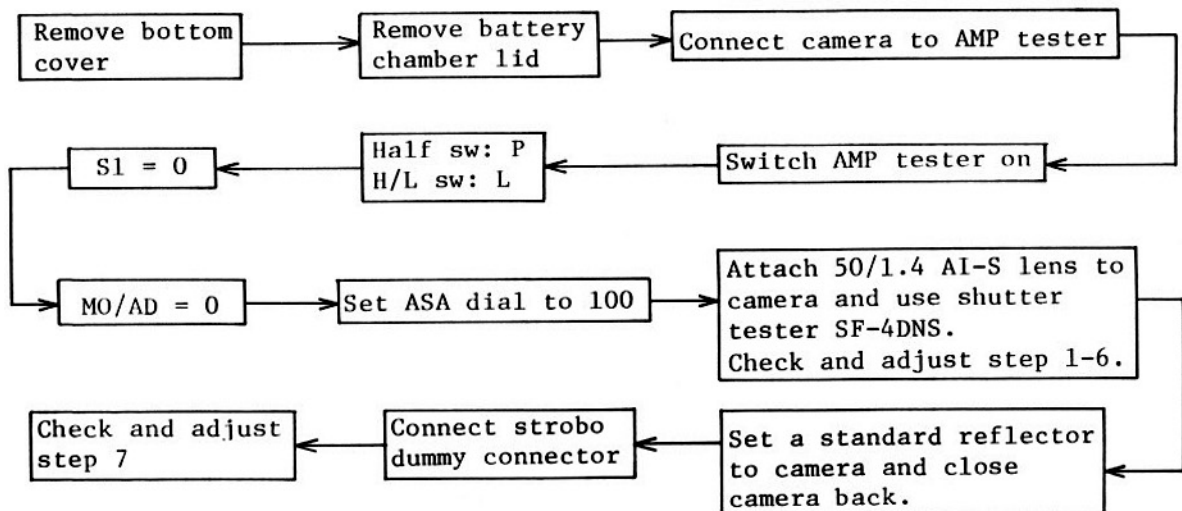 Remove bottom
cover
Remove battery
chamber lid
Connect camera to AMP tester
Switch AMP tester on
Half sw: P
H/L sw: L
S1 = 0
MO/AD = 0
Set ASA dial to 100
Attach 50/1.4 AI-S lens to
camera and use shutter
tester SF-4DNS.
Check and adjust step 1-6.
Set a standard reflector
to camera and close
camera back.
Connect strobo
dummy connector
Check and adjust
step 7